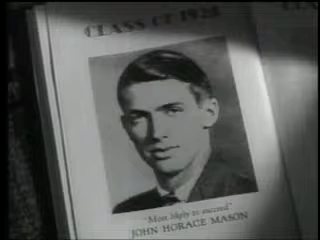 CLASS OF 1928
"Most likely to succeed"
JOHN HORACE MASON